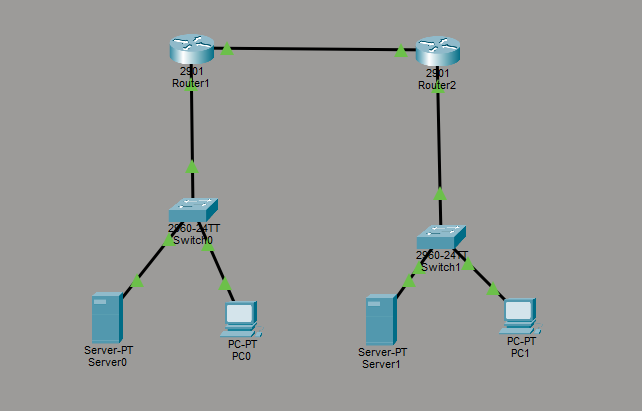 2901
Router1
2901
Router2
2960-24TT
Switch0
2960-24TT
Switch1
Server-PT
Server0
PC-PT
PC0
Server-PT
Server1
PC-PT
PC1